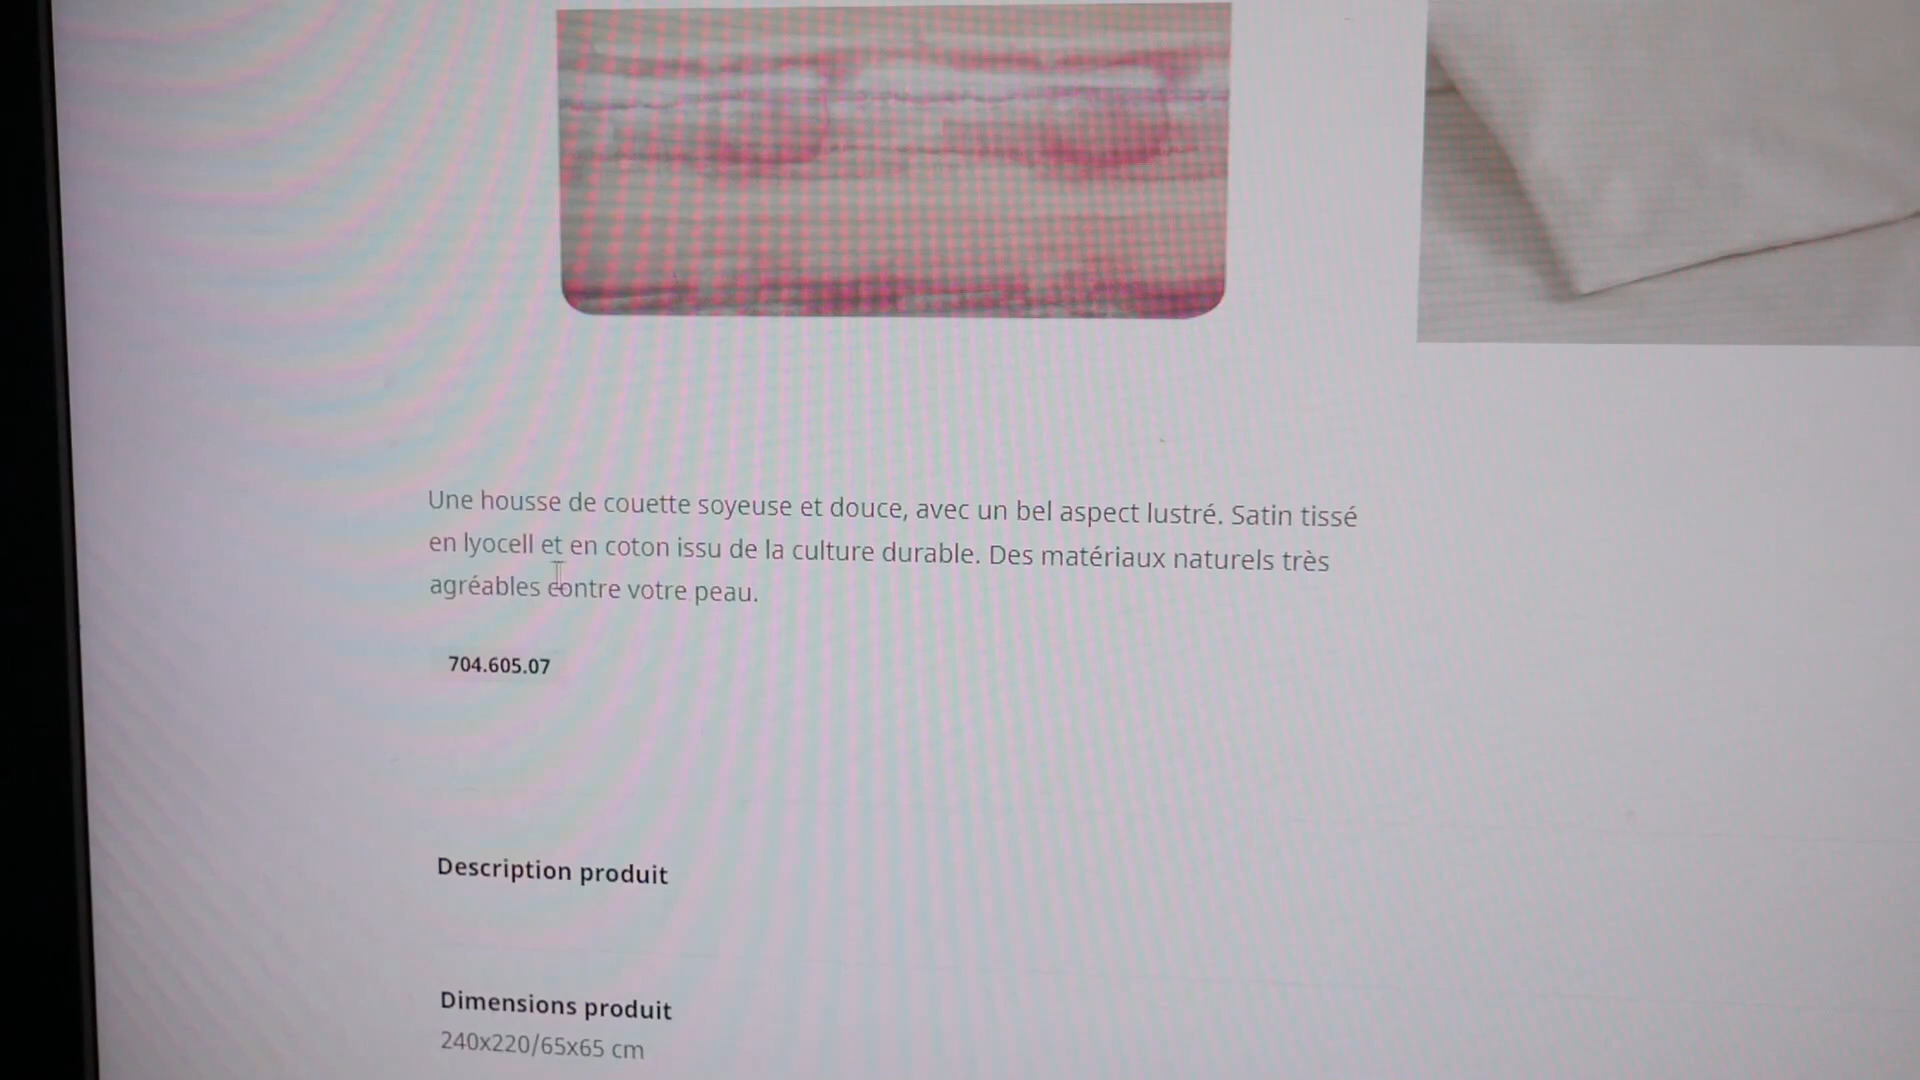 Une housse de couette soyeuse et douce, avec un bel aspect lustré. Satin tissé
en lyocell et en coton issu de la culture durable. Des matériaux naturels très
agréables contre votre peau.
704.605.07
Description produit
Dimensions produit
240x220/65x65 cm